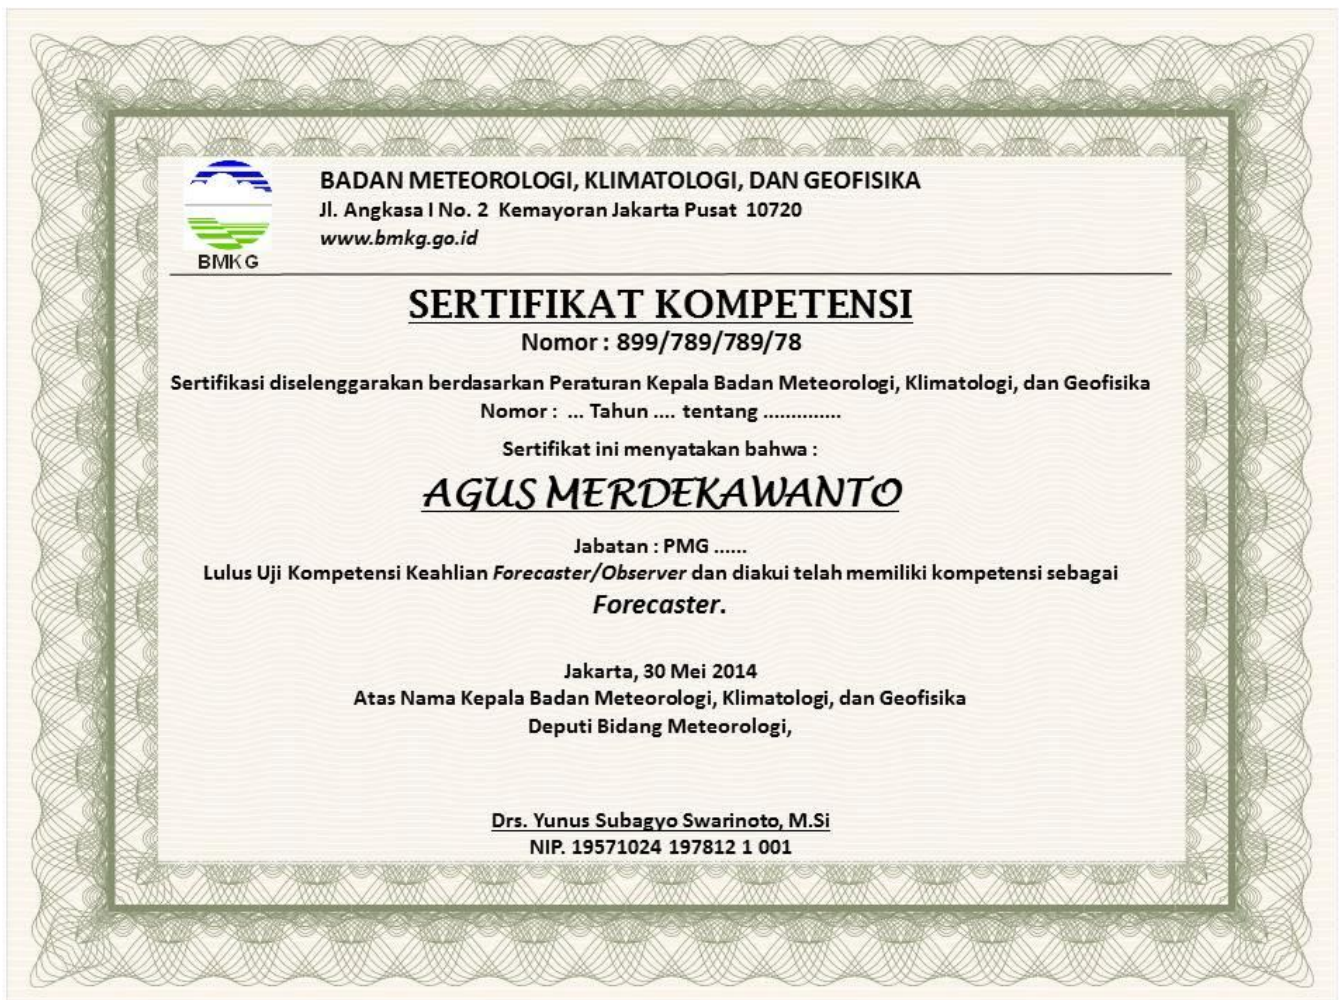 BMKG
BADAN METEOROLOGI, KLIMATOLOGI, DAN GEOFISIKA
Jl. Angkasa I No. 2 Kemayoran Jakarta Pusat 10720
www.bmkg.go.id
SERTIFIKAT KOMPETENSI
Nomor : 899/789/789/78
Sertifikasi diselenggarakan berdasarkan Peraturan Kepala Badan Meteorologi, Klimatologi, dan Geofisika
Nomor : ... Tahun .... tentang ..............
Sertifikat ini menyatakan bahwa :
AGUS MERDEKAWANTO
Jabatan : PMG ......
Lulus Uji Kompetensi Keahlian Forecaster/Observer dan diakui telah memiliki kompetensi sebagai
Forecaster.
Jakarta, 30 Mei 2014
Atas Nama Kepala Badan Meteorologi, Klimatologi, dan Geofisika
Deputi Bidang Meteorologi,
Drs. Yunus Subagyo Swarinoto, M.Si
NIP. 19571024 197812 1 001